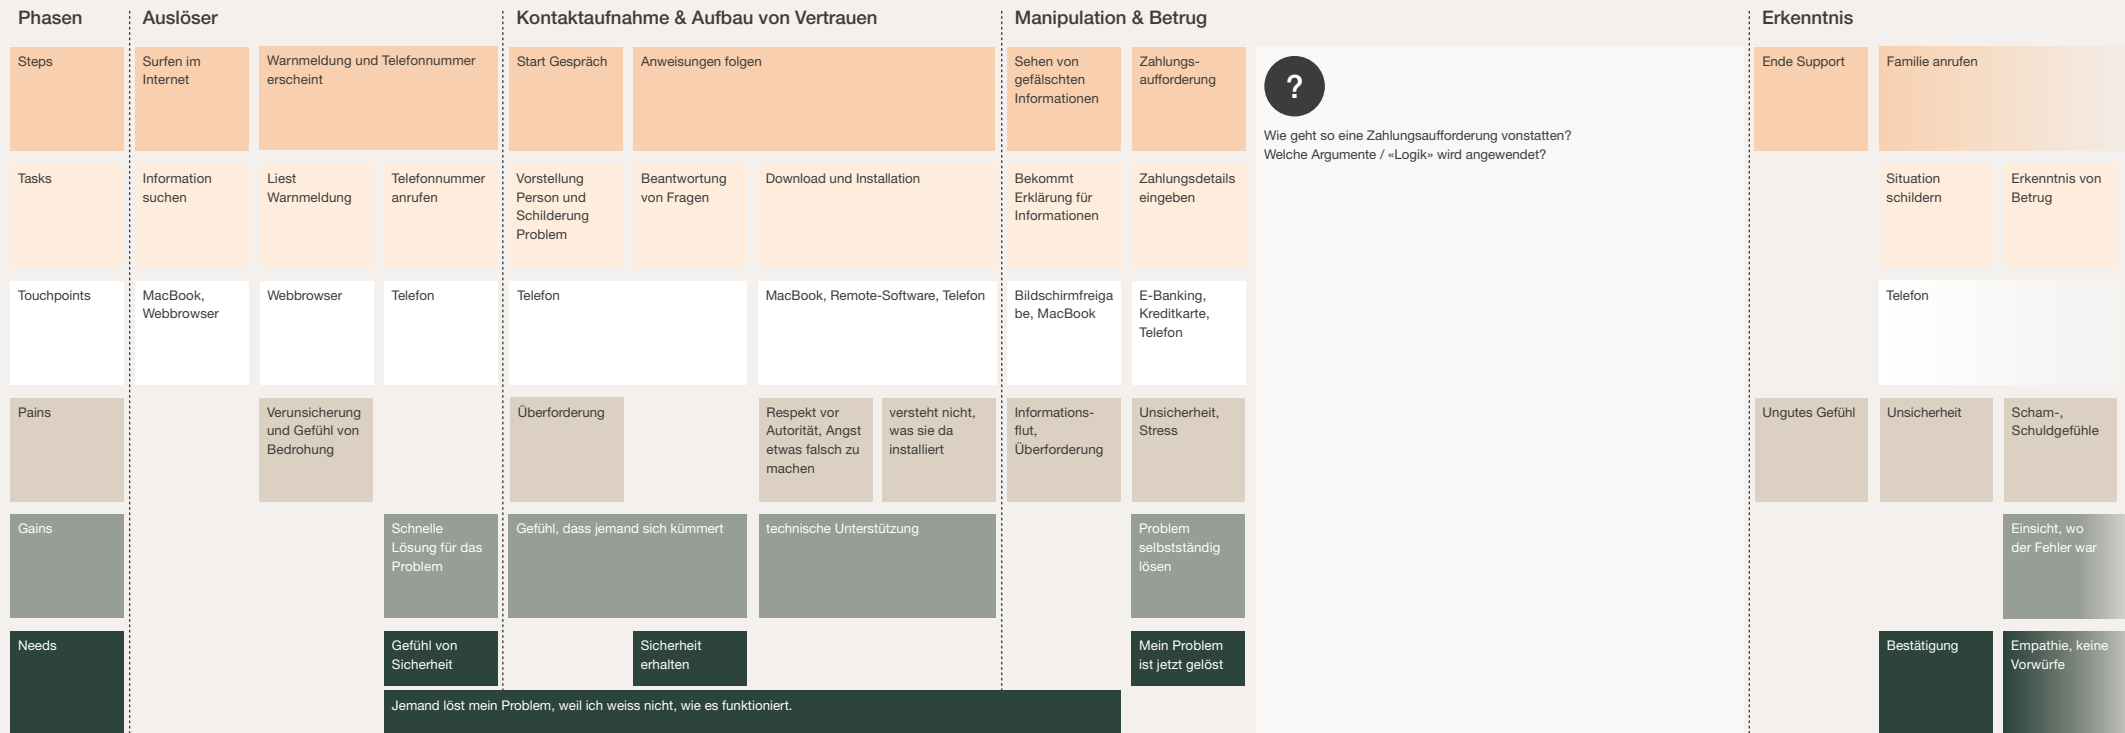 Phasen
Auslöser
Kontaktaufnahme & Aufbau von Vertrauen
Manipulation & Betrug
Erkenntnis
Steps
Surfen im
Internet
Warnmeldung und Telefonnummer
erscheint
Start Gespräch
Anweisungen folgen
Sehen von
gefälschten
Informationen
Zahlungs-
aufforderung
?
Wie geht so eine Zahlungsaufforderung vonstatten?
Welche Argumente / «Logik» wird angewendet?
Ende Support
Familie anrufen
Tasks
Information
suchen
Liest
Warnmeldung
Telefonnummer
anrufen
Vorstellung
Person und
Schilderung
Problem
Beantwortung
von Fragen
Download und Installation
Bekommt
Erklärung für
Informationen
Zahlungsdetails
eingeben
Situation
schildern
Erkenntnis von
Betrug
Touchpoints
MacBook,
Webbrowser
Webbrowser
Telefon
Telefon
MacBook, Remote-Software, Telefon
Bildschirmfreiga
be, MacBook
E-Banking,
Kreditkarte,
Telefon
Telefon
Pains
Verunsicherung
und Gefühl von
Bedrohung
Überforderung
Respekt vor
Autorität, Angst
etwas falsch zu
machen
versteht nicht,
was sie da
installiert
Informations-
flut,
Überforderung
Unsicherheit,
Stress
Ungutes Gefühl
Unsicherheit
Scham-,
Schuldgefühle
Gains
Schnelle
Lösung für das
Problem
Gefühl, dass jemand sich kümmert
technische Unterstützung
Problem
selbstständig
lösen
Einsicht, wo
der Fehler war
Needs
Gefühl von
Sicherheit
Sicherheit
erhalten
Mein Problem
ist jetzt gelöst
Bestätigung
Empathie, keine
Vorwürfe
Jemand löst mein Problem, weil ich weiss nicht, wie es funktioniert.